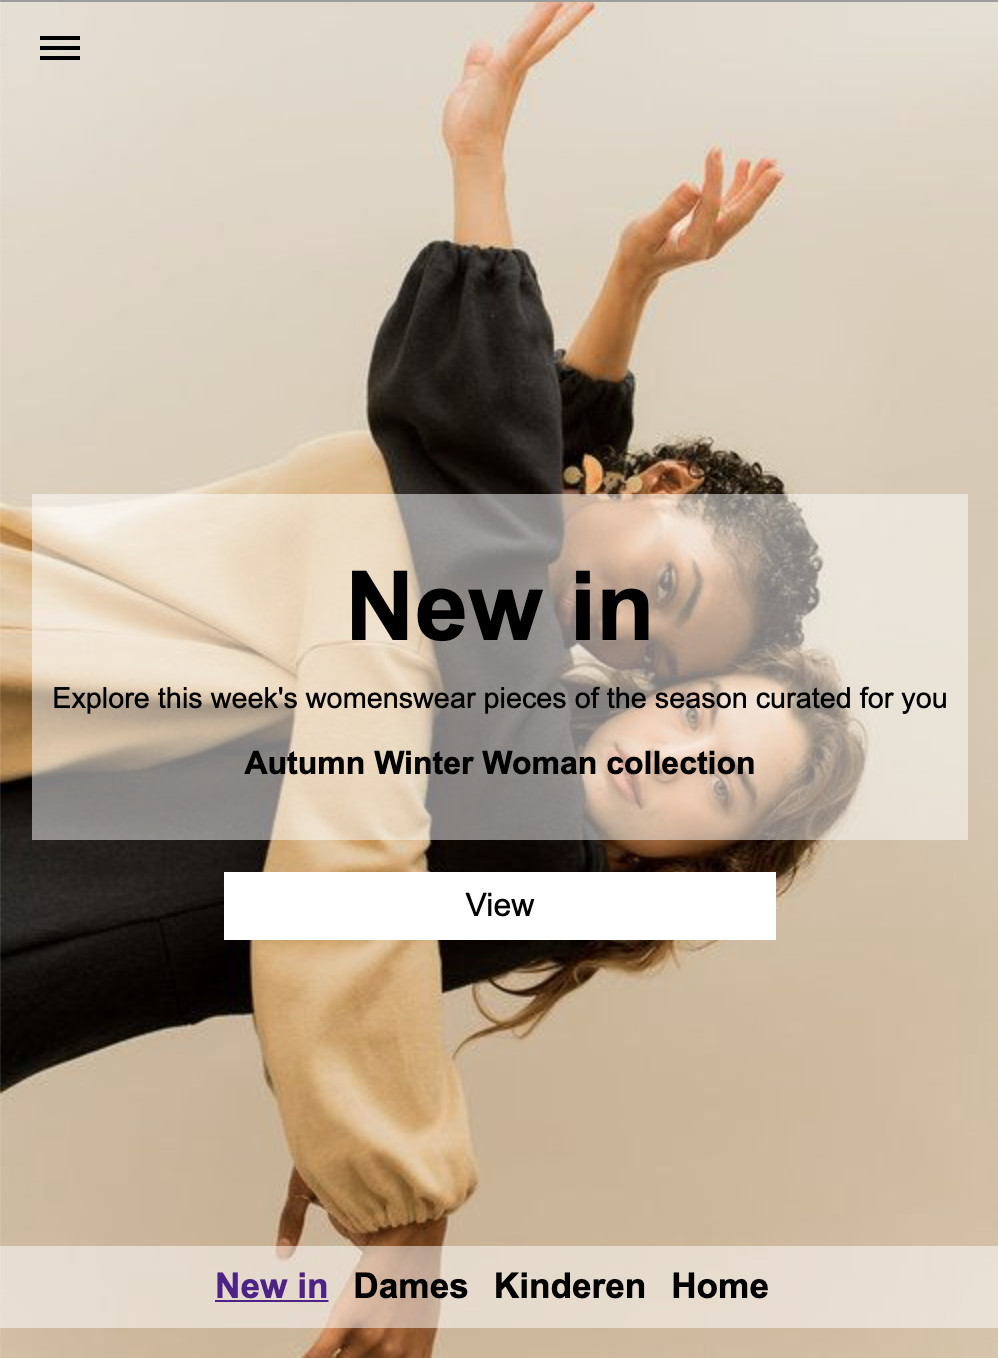 New in
Explore this week's womenswear pieces of the season curated for you
Autumn Winter Woman collection
View
New in Dames Kinderen Home